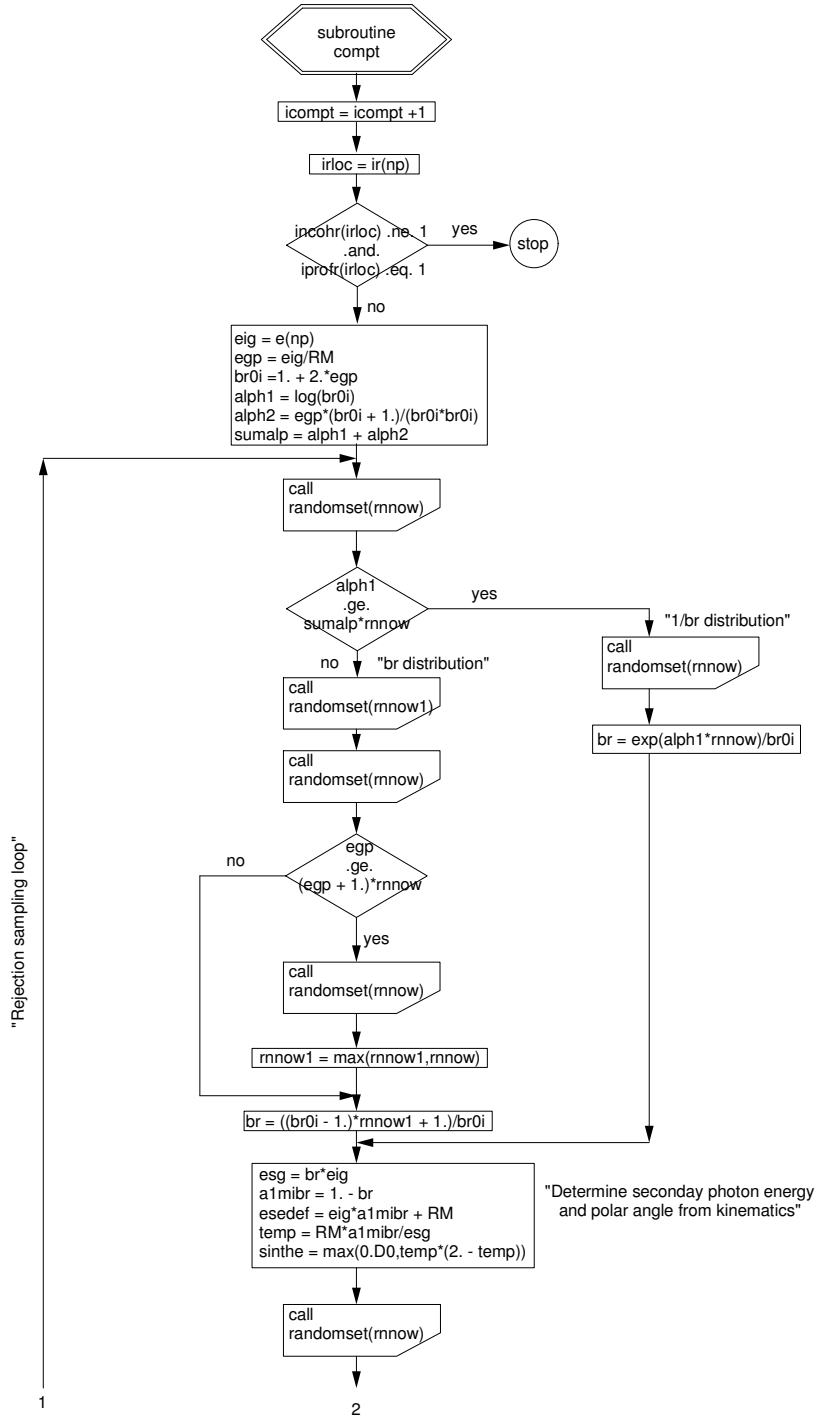 subroutine
compt
icompt = icompt +1
irloc = ir(np)
incohr(irloc) .ne. 1
.and.
iprofr(irloc) .eq. 1
yes
stop
no
eig = e(np)
egp = eig/RM
br0i =1. + 2.*egp
alph1 = log(br0i)
alph2 = egp*(br0i + 1.)/(br0i*br0i)
sumalp = alph1 + alph2
call
randomset(rnnow)
alph1
.ge.
sumalp*rnnow
yes
"1/br distribution"
call
randomset(rnnow)
br = exp(alph1*rnnow)/br0i
no
"br distribution"
call
randomset(rnnow1)
call
randomset(rnnow)
egp
.ge.
(egp + 1.)*rnnow
no
yes
call
randomset(rnnow)
rnnow1 = max(rnnow1,rnnow)
br = ((br0i - 1.)*rnnow1 + 1.)/br0i
esg = br*eig
a1mibr = 1. - br
esedef = eig*a1mibr + RM
temp = RM*a1mibr/esg
sinthe = max(0.D0,temp*(2. - temp))
"Determine seconday photon energy
and polar angle from kinematics"
call
randomset(rnnow)
"Rejection sampling loop"
1
2